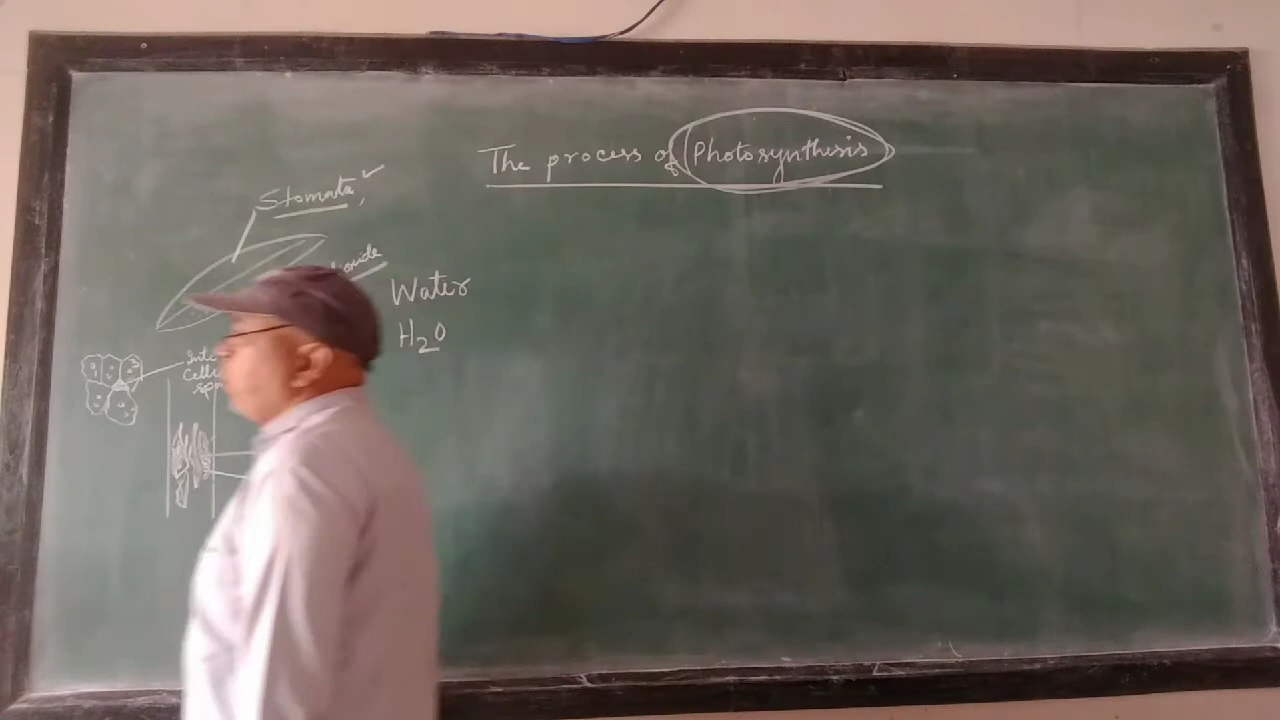 The process of Photosynthesis
Stomata,
Water
H2O